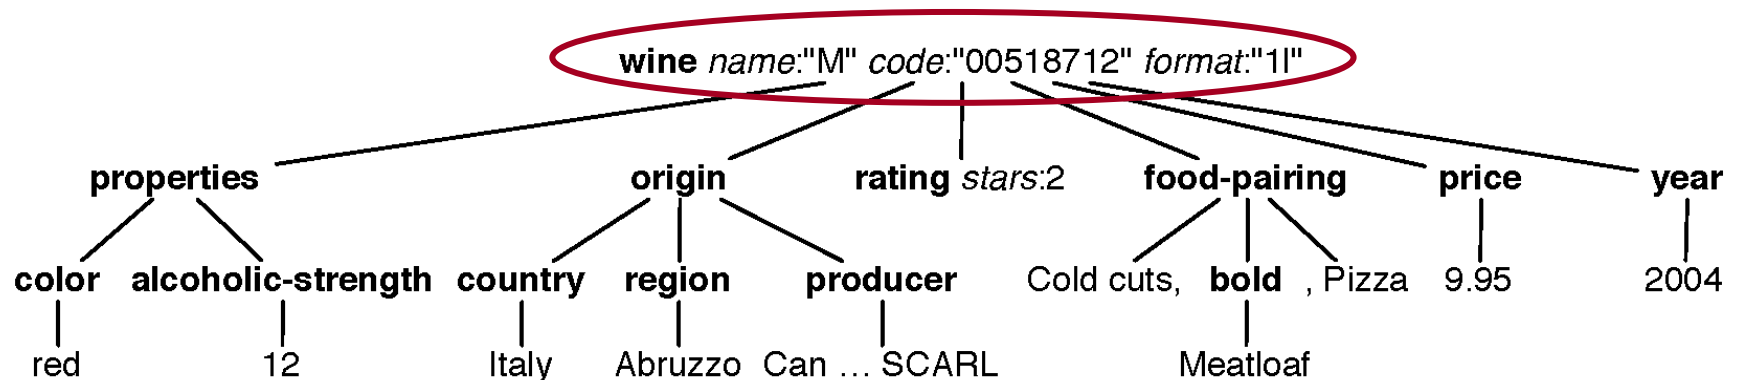 wine name:"M" code:"00518712" format:"1l"
properties origin rating stars:2 food-pairing price year
color alcoholic-strength country region producer Cold cuts, bold , Pizza 9.95 2004
red 12 Italy Abruzzo Can … SCARL Meatloaf